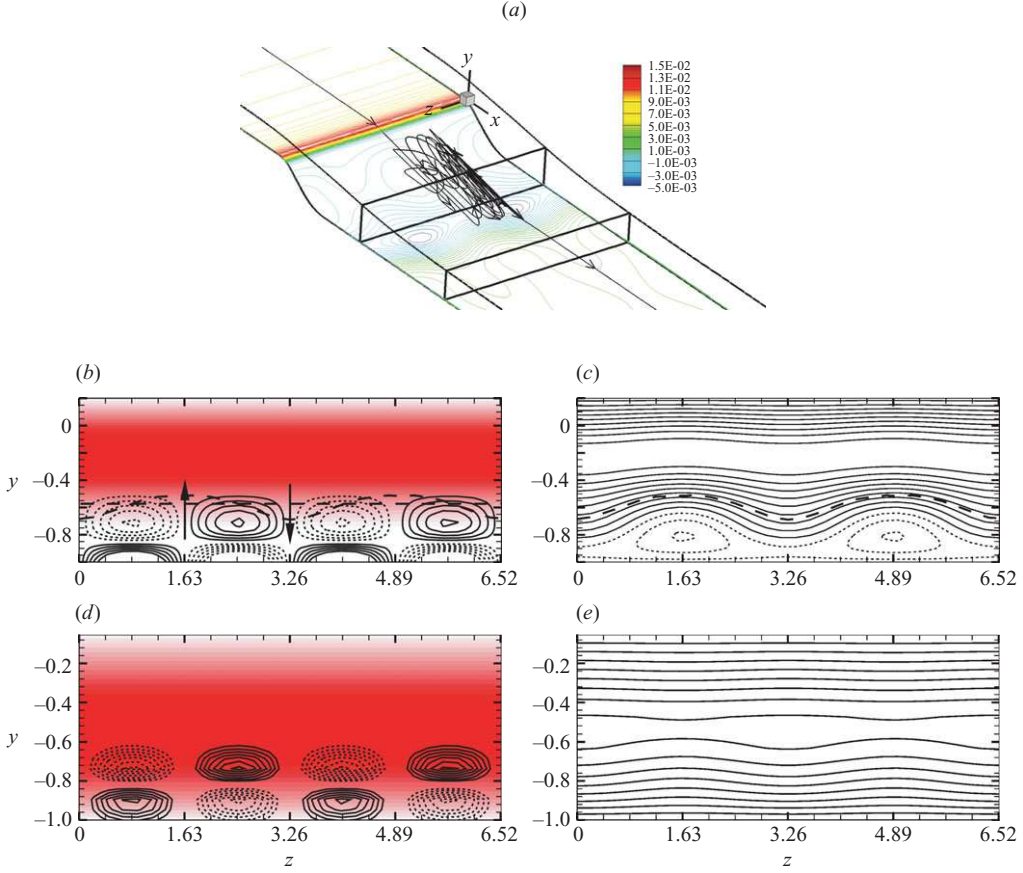 (a)
y
z
x
1.5E-02
1.3E-02
1.1E-02
9.0E-03
7.0E-03
5.0E-03
3.0E-03
1.0E-03
−1.0E-03
−3.0E-03
−5.0E-03
(b)
(c)
0
−0.4
−0.8
y
0 1.63 3.26 4.89 6.52
0
−0.4
−0.8
y
0 1.63 3.26 4.89 6.52
(d)
(e)
−0.2
−0.4
−0.6
−0.8
−1.0
y
0 1.63 3.26 4.89 6.52
z
−0.2
−0.4
−0.6
−0.8
−1.0
y
0 1.63 3.26 4.89 6.52
z